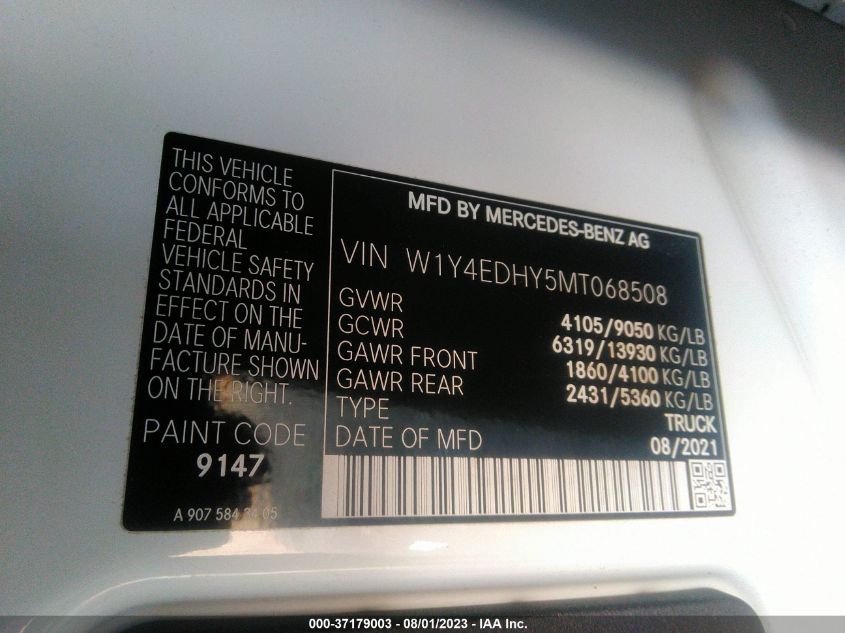 THIS VEHICLE
CONFORMS TO
ALL APPLICABLE
FEDERAL
VEHICLE SAFETY
STANDARDS IN
EFFECT ON THE
DATE OF MANU-
FACTURE SHOWN
ON THE RIGHT.
PAINT CODE
9147
A 907 584 34 05
MFD BY MERCEDES-BENZ AG
VIN W1Y4EDHY5MT068508
GVWR 4105/9050 KG/LB
GCWR 6319/13930 KG/LB
GAWR FRONT 1860/4100 KG/LB
GAWR REAR 2431/5360 KG/LB
TYPE TRUCK
DATE OF MFD 08/2021
000-37179003 - 08/01/2023 - IAA Inc.